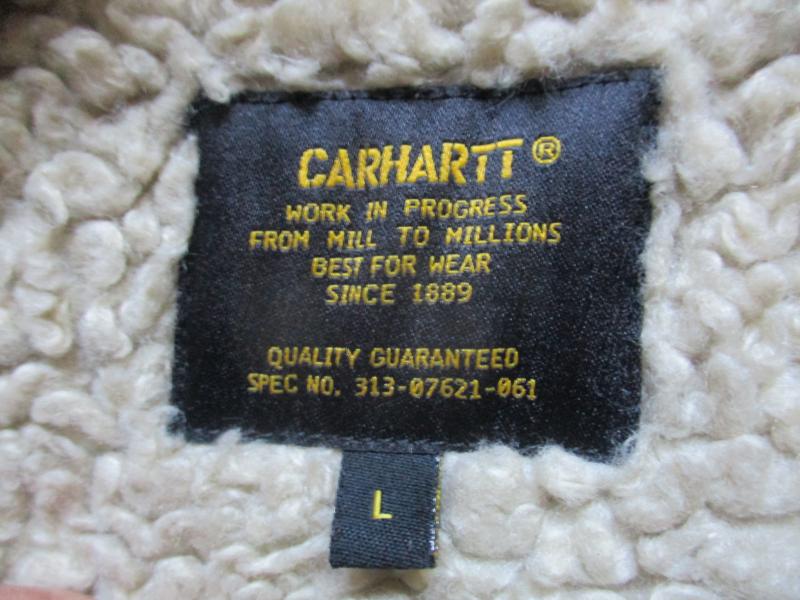 CARHARTT®
WORK IN PROGRESS
FROM MILL TO MILLIONS
BEST FOR WEAR
SINCE 1889
QUALITY GUARANTEED
SPEC NO. 313-07621-061
L